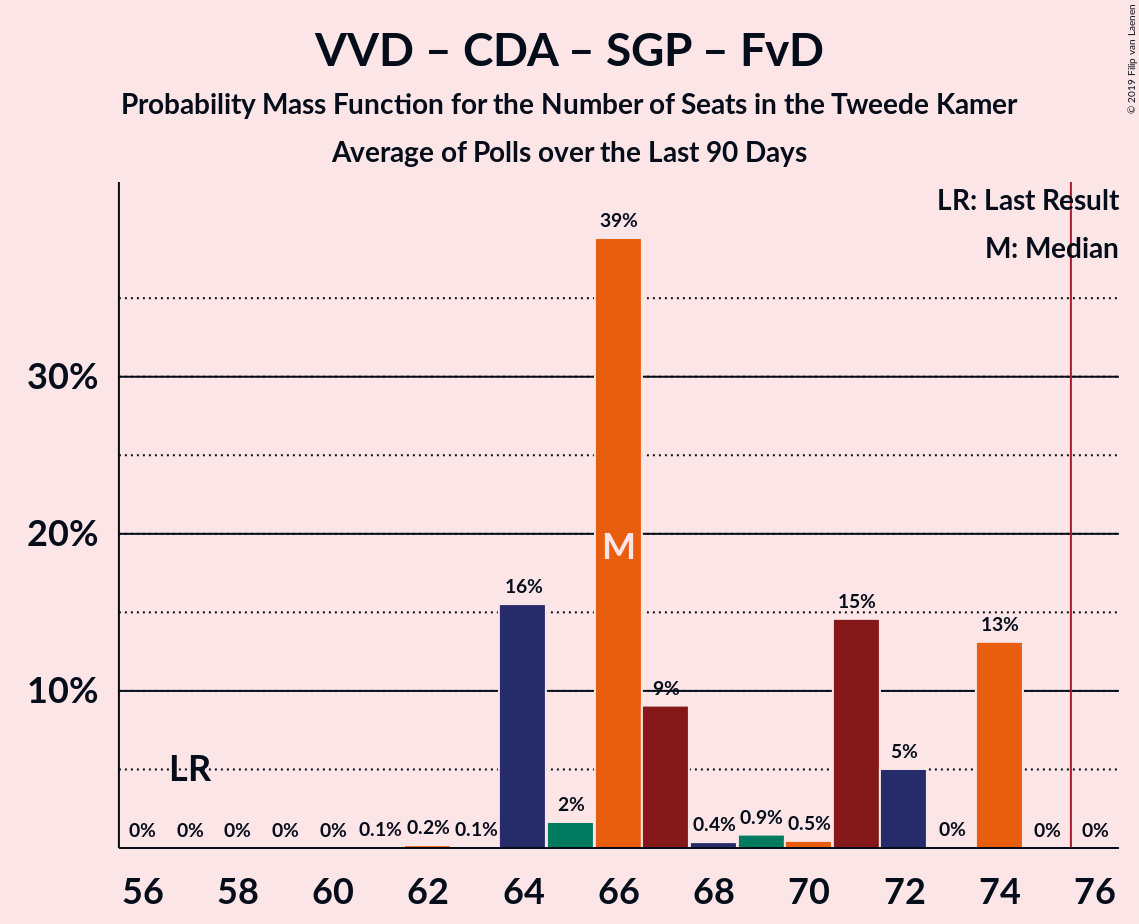 VVD – CDA – SGP – FvD
Probability Mass Function for the Number of Seats in the Tweede Kamer
Average of Polls over the Last 90 Days
© 2019 Filip van Laenen
LR: Last Result
M: Median
30%
20%
10%
LR
M
0% 0% 0% 0% 0% 0.1% 0.2% 0.1% 16% 2% 39% 9% 0.4% 0.9% 0.5% 15% 5% 0% 13% 0% 0%
56 58 60 62 64 66 68 70 72 74 76